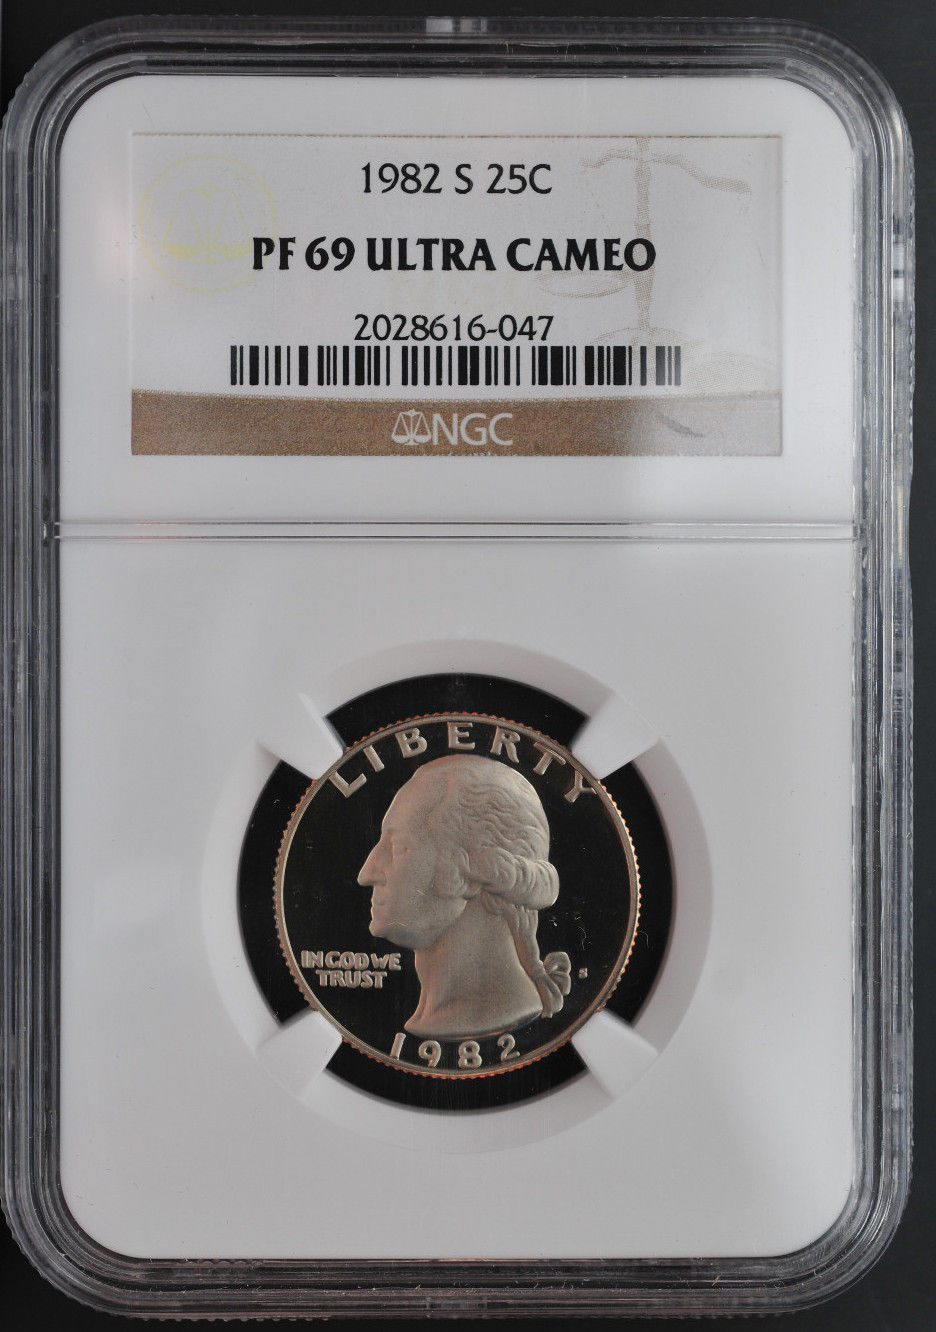 1982 S 25C
PF 69 ULTRA CAMEO
2028616-047
NGC
LIBERTY
IN GOD WE
TRUST
S
1982